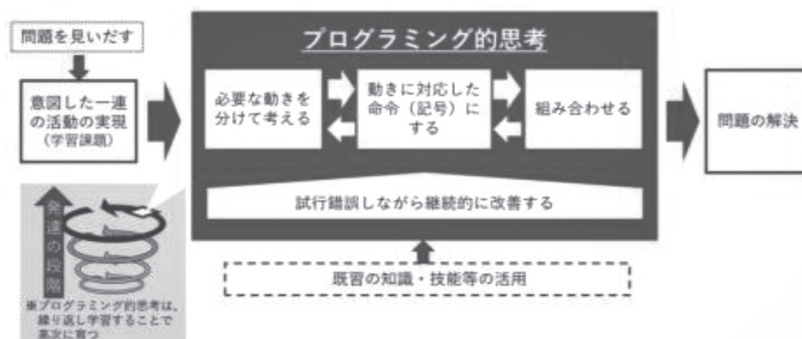 問題を見いだす
意図した一連
の活動の実現
(学習課題)
プログラミング的思考
必要な動きを
分けて考える
動きに対応した
命令(記号)に
する
組み合わせる
試行錯誤しながら継続的に改善する
問題の解決
既習の知識・技能等の活用
発達の段階
※プログラミング的思考は、
繰り返し学習することで
高次に育つ